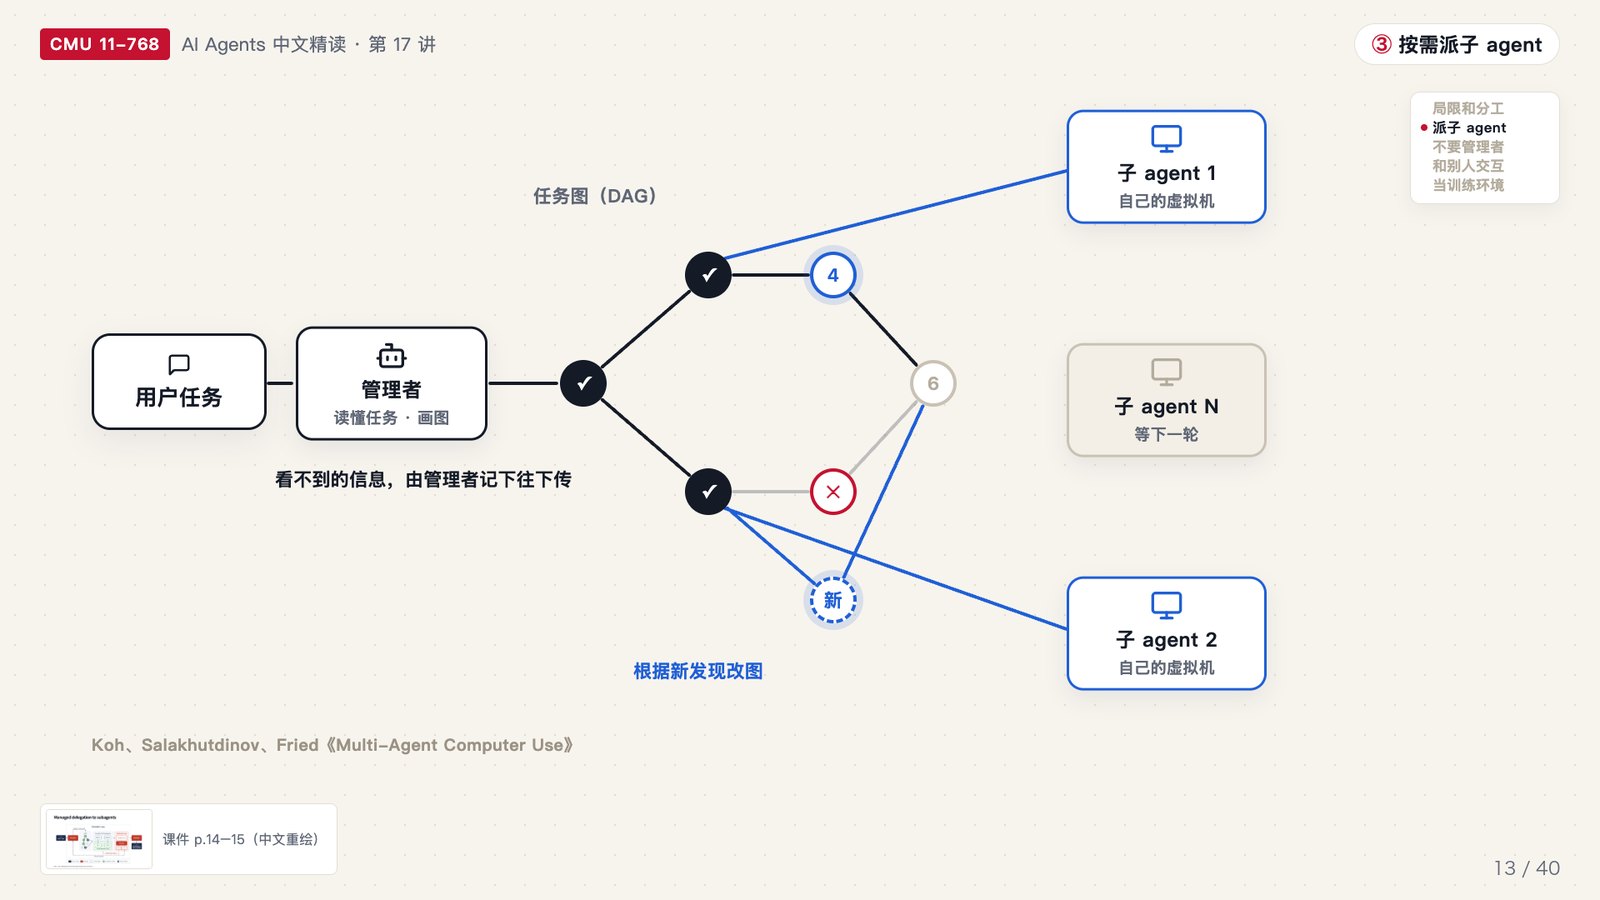 CMU 11-768
AI Agents 中文精读 · 第 17 讲
③ 按需派子 agent
局限和分工
派子 agent
不要管理者
和别人交互
当训练环境
任务图（DAG）
子 agent 1
自己的虚拟机
4
用户任务
管理者
读懂任务 · 画图
6
子 agent N
等下一轮
看不到的信息，由管理者记下往下传
新
子 agent 2
自己的虚拟机
根据新发现改图
Koh、Salakhutdinov、Fried《Multi-Agent Computer Use》
Managed delegation to subagents
课件 p.14—15（中文重绘）
13 / 40